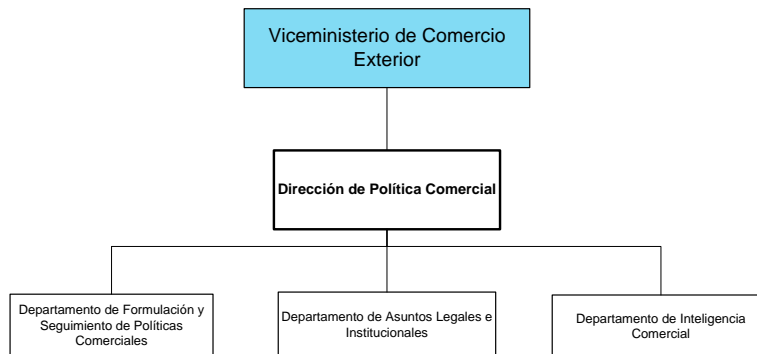 Viceministerio de Comercio
Exterior
Dirección de Política Comercial
Departamento de Formulación y
Seguimiento de Políticas
Comerciales
Departamento de Asuntos Legales e
Institucionales
Departamento de Inteligencia
Comercial